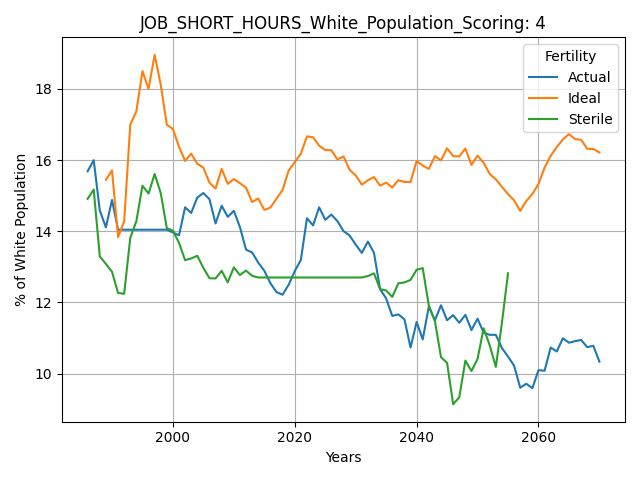 JOB_SHORT_HOURS_White_Population_Scoring: 4
Fertility
Actual
Ideal
Sterile
% of White Population
18
16
14
12
10
2000
2020
2040
2060
Years